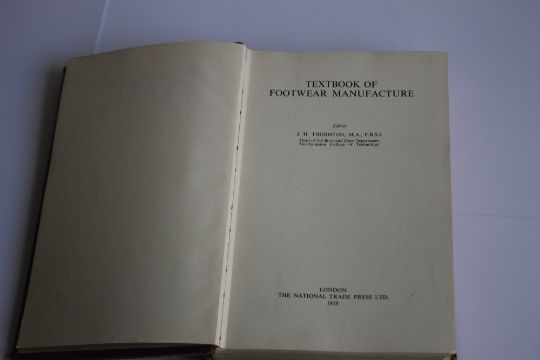 TEXTBOOK OF
FOOTWEAR MANUFACTURE
Editor
J. H. THORNTON, M.A., F.B.S.I.
Head of the Boot and Shoe Department,
Northampton College of Technology
LONDON
THE NATIONAL TRADE PRESS LTD.